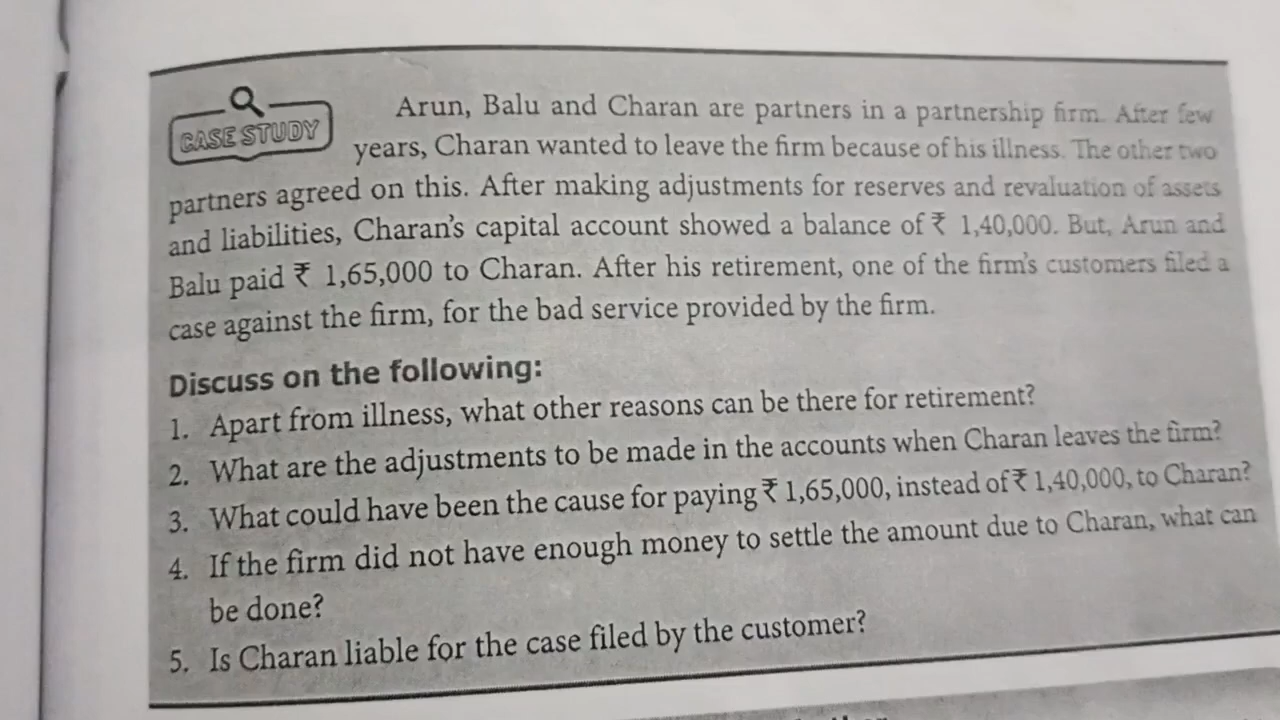 CASE STUDY
Arun, Balu and Charan are partners in a partnership firm. After few
years, Charan wanted to leave the firm because of his illness. The other two
partners agreed on this. After making adjustments for reserves and revaluation of assets
and liabilities, Charan’s capital account showed a balance of ₹ 1,40,000. But, Arun and
Balu paid ₹ 1,65,000 to Charan. After his retirement, one of the firm’s customers filed a
case against the firm, for the bad service provided by the firm.
Discuss on the following:
1. Apart from illness, what other reasons can be there for retirement?
2. What are the adjustments to be made in the accounts when Charan leaves the firm?
3. What could have been the cause for paying ₹ 1,65,000, instead of ₹ 1,40,000, to Charan?
4. If the firm did not have enough money to settle the amount due to Charan, what can
be done?
5. Is Charan liable for the case filed by the customer?